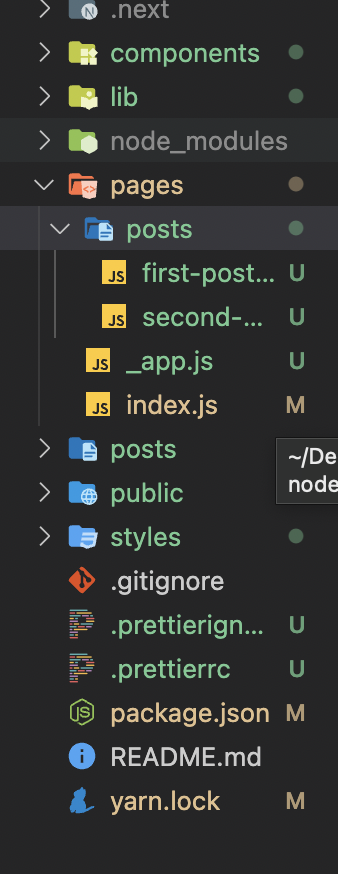 .next
components
lib
node_modules
pages
posts
JS first-post... U
JS second-... U
JS _app.js U
JS index.js M
posts
~/De
public
node
styles
.gitignore
.prettierign... U
.prettierrc U
JS package.json M
README.md
yarn.lock M